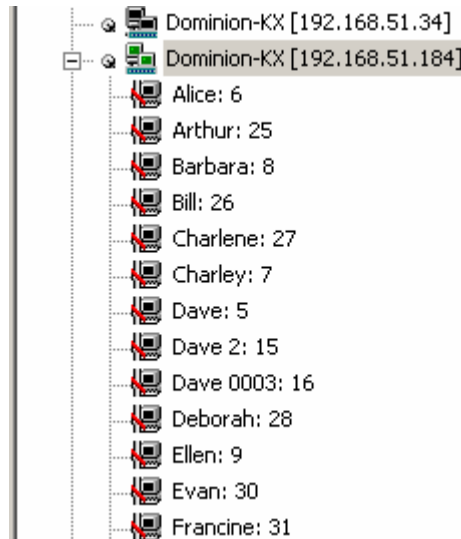 Dominion-KX [192.168.51.34]
Dominion-KX [192.168.51.184]
Alice: 6
Arthur: 25
Barbara: 8
Bill: 26
Charlene: 27
Charley: 7
Dave: 5
Dave 2: 15
Dave 0003: 16
Deborah: 28
Ellen: 9
Evan: 30
Francine: 31